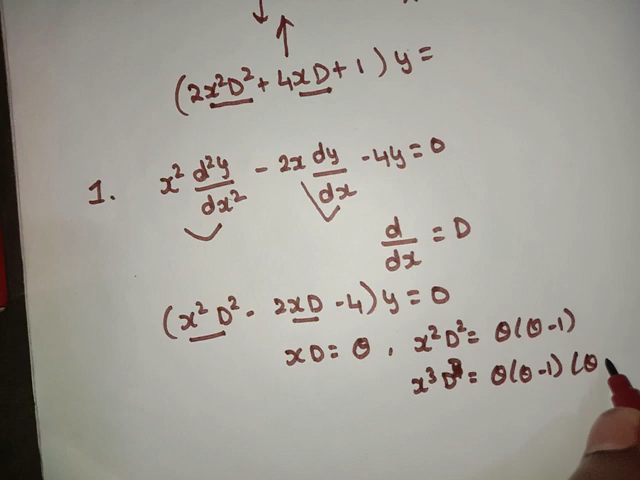 (2x²D² + 4xD + 1) y =
1. x² d²y/dx² - 2x dy/dx - 4y = 0
d/dx = D
(x²D² - 2xD - 4) y = 0
xD = θ , x²D² = θ(θ-1)
x³D³ = θ(θ-1)(θ